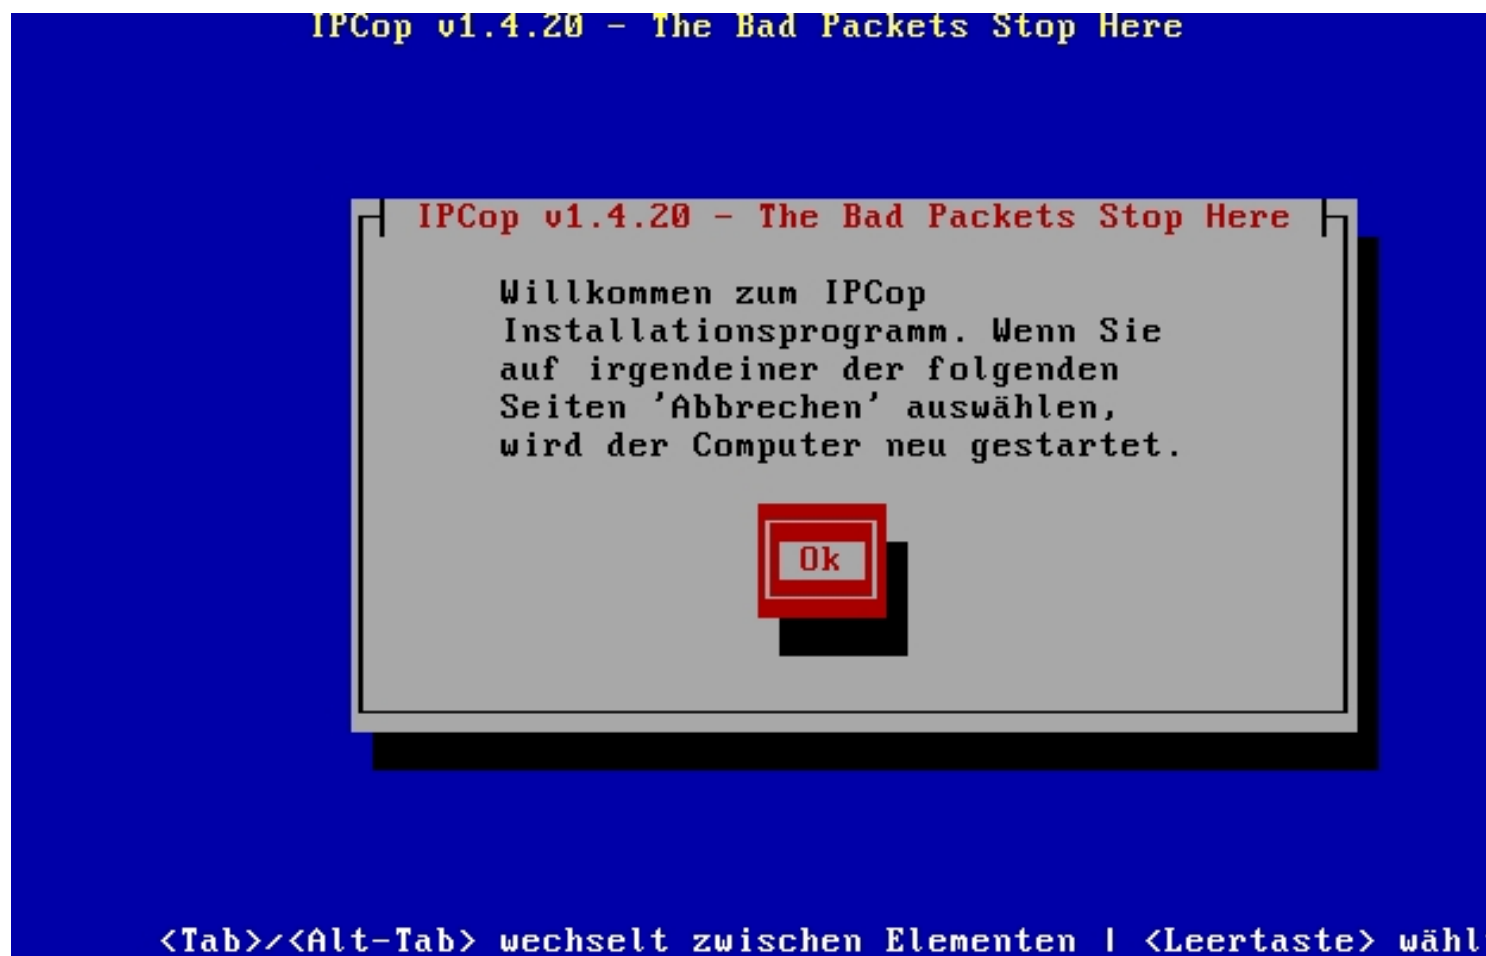 IPCop v1.4.20 - The Bad Packets Stop Here
IPCop v1.4.20 - The Bad Packets Stop Here
Willkommen zum IPCop
Installationsprogramm. Wenn Sie
auf irgendeiner der folgenden
Seiten 'Abbrechen' auswählen,
wird der Computer neu gestartet.
Ok
<Tab>/<Alt-Tab> wechselt zwischen Elementen | <Leertaste>